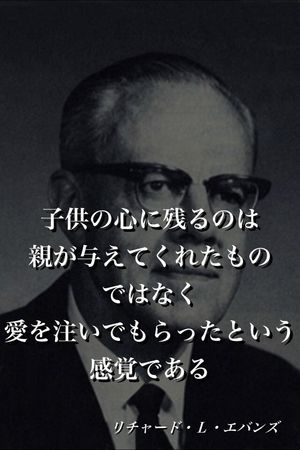 子供の心に残るのは
親が与えてくれたもの
ではなく
愛を注いでもらったという
感覚である
リチャード・L・エバンズ